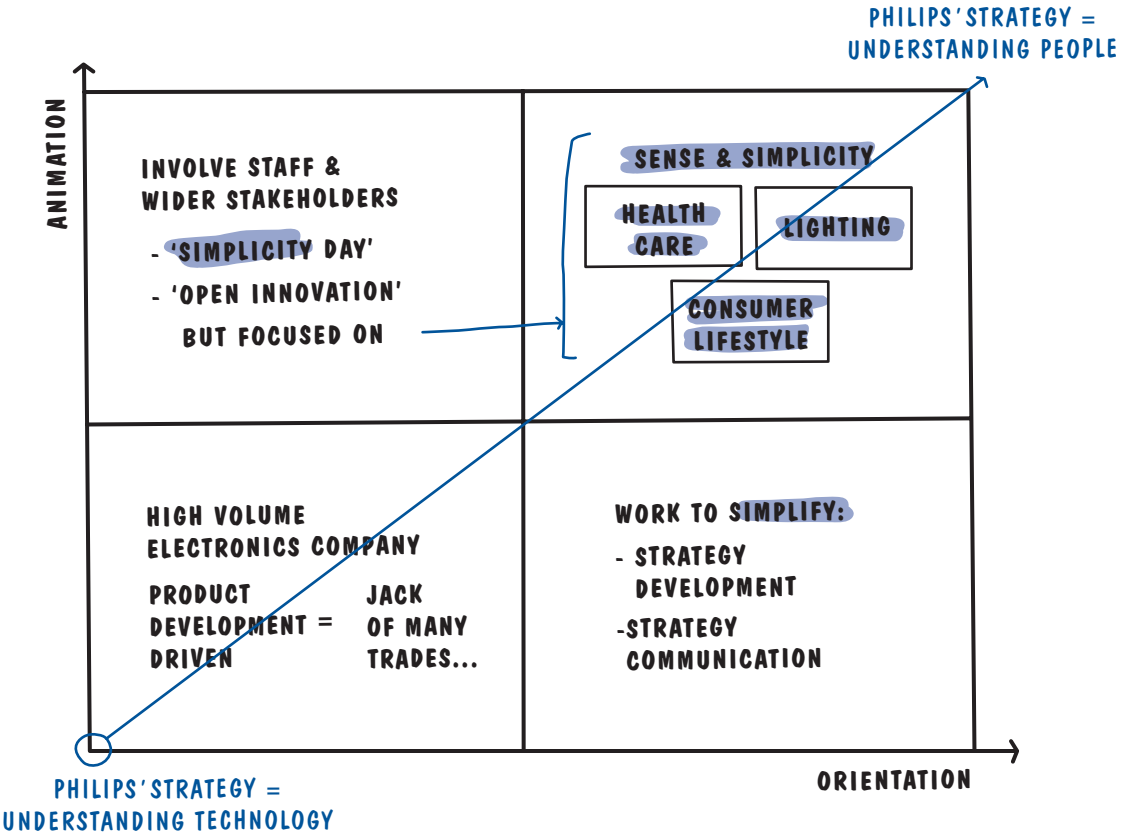 PHILIPS' STRATEGY =
UNDERSTANDING PEOPLE
ANIMATION
INVOLVE STAFF &
WIDER STAKEHOLDERS
- 'SIMPLICITY DAY'
- 'OPEN INNOVATION'
BUT FOCUSED ON
SENSE & SIMPLICITY
HEALTH
CARE
LIGHTING
CONSUMER
LIFESTYLE
HIGH VOLUME
ELECTRONICS COMPANY
PRODUCT
DEVELOPMENT =
DRIVEN
JACK
OF MANY
TRADES...
WORK TO SIMPLIFY:
- STRATEGY
DEVELOPMENT
-STRATEGY
COMMUNICATION
ORIENTATION
PHILIPS' STRATEGY =
UNDERSTANDING TECHNOLOGY